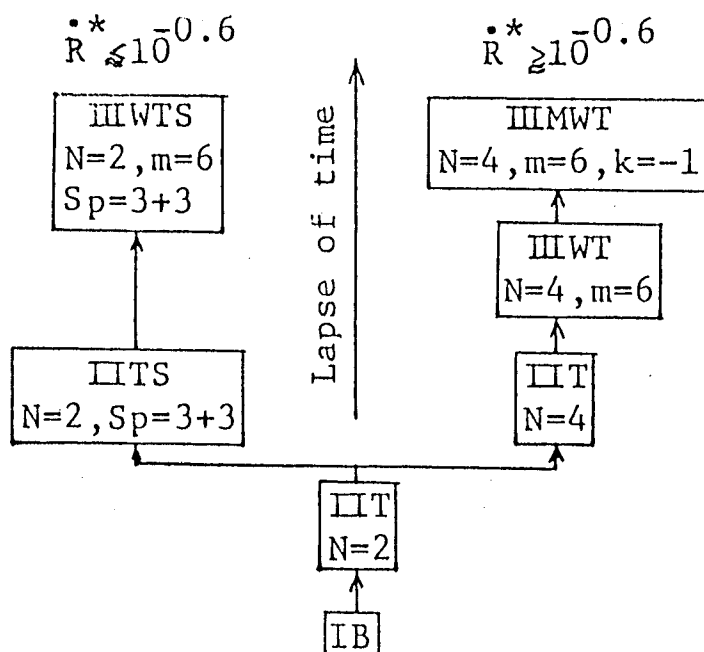 Ṙ* ≦ 10^-0.6
Ṙ* ≧ 10^-0.6
ⅢWTS
N=2,m=6
Sp=3+3
Lapse of time
ⅢMWT
N=4,m=6,k=-1
ⅢWT
N=4,m=6
ⅡTS
N=2,Sp=3+3
ⅡT
N=4
ⅡT
N=2
IB